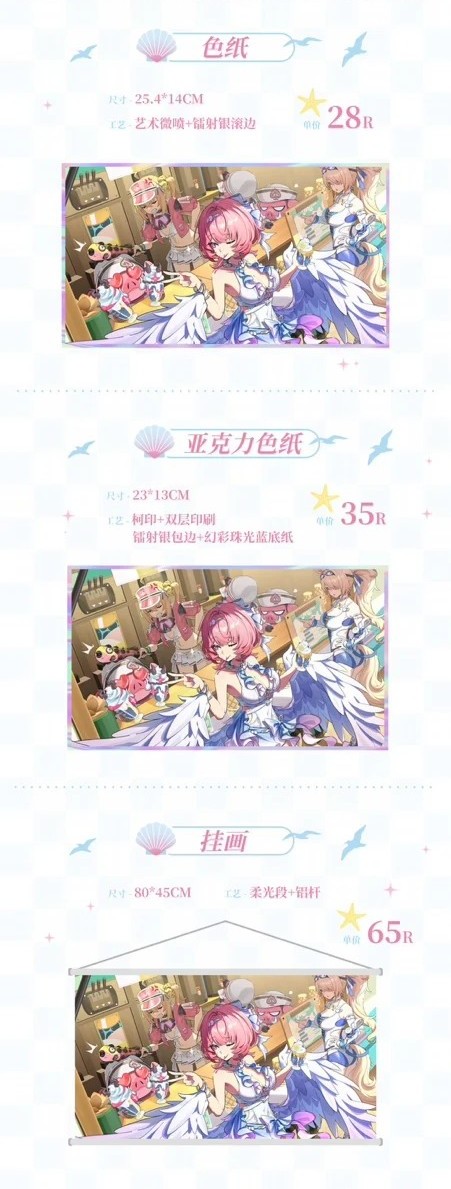 色纸
尺寸 - 25.4*14CM
工艺 - 艺术微喷+镭射银滚边
单价 28R
亚克力色纸
尺寸 - 23*13CM
工艺 - 柯印+双层印刷
镭射银包边+幻彩珠光蓝底纸
单价 35R
挂画
尺寸 - 80*45CM 工艺 - 柔光段+铝杆
单价 65R